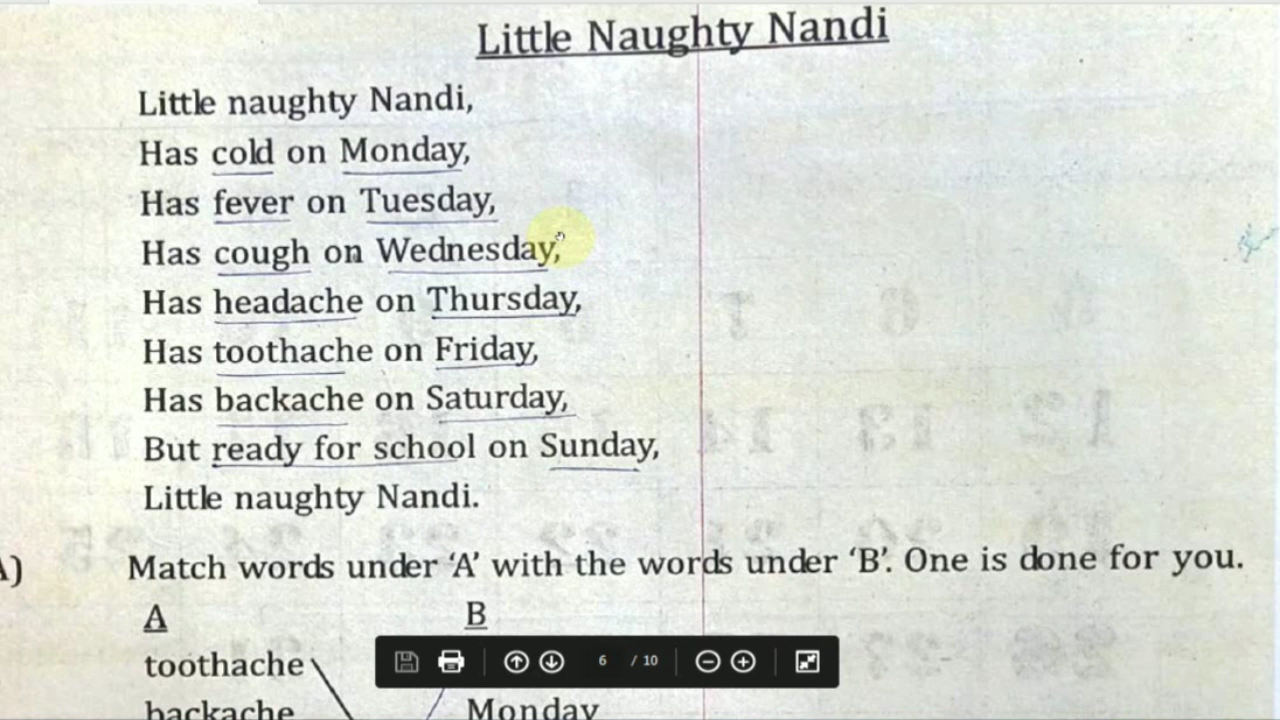 Little Naughty Nandi
Little naughty Nandi,
Has cold on Monday,
Has fever on Tuesday,
Has cough on Wednesday,
Has headache on Thursday,
Has toothache on Friday,
Has backache on Saturday,
But ready for school on Sunday,
Little naughty Nandi.
A) Match words under ‘A’ with the words under ‘B’. One is done for you.
A B
toothache
6 / 10
backache Monday